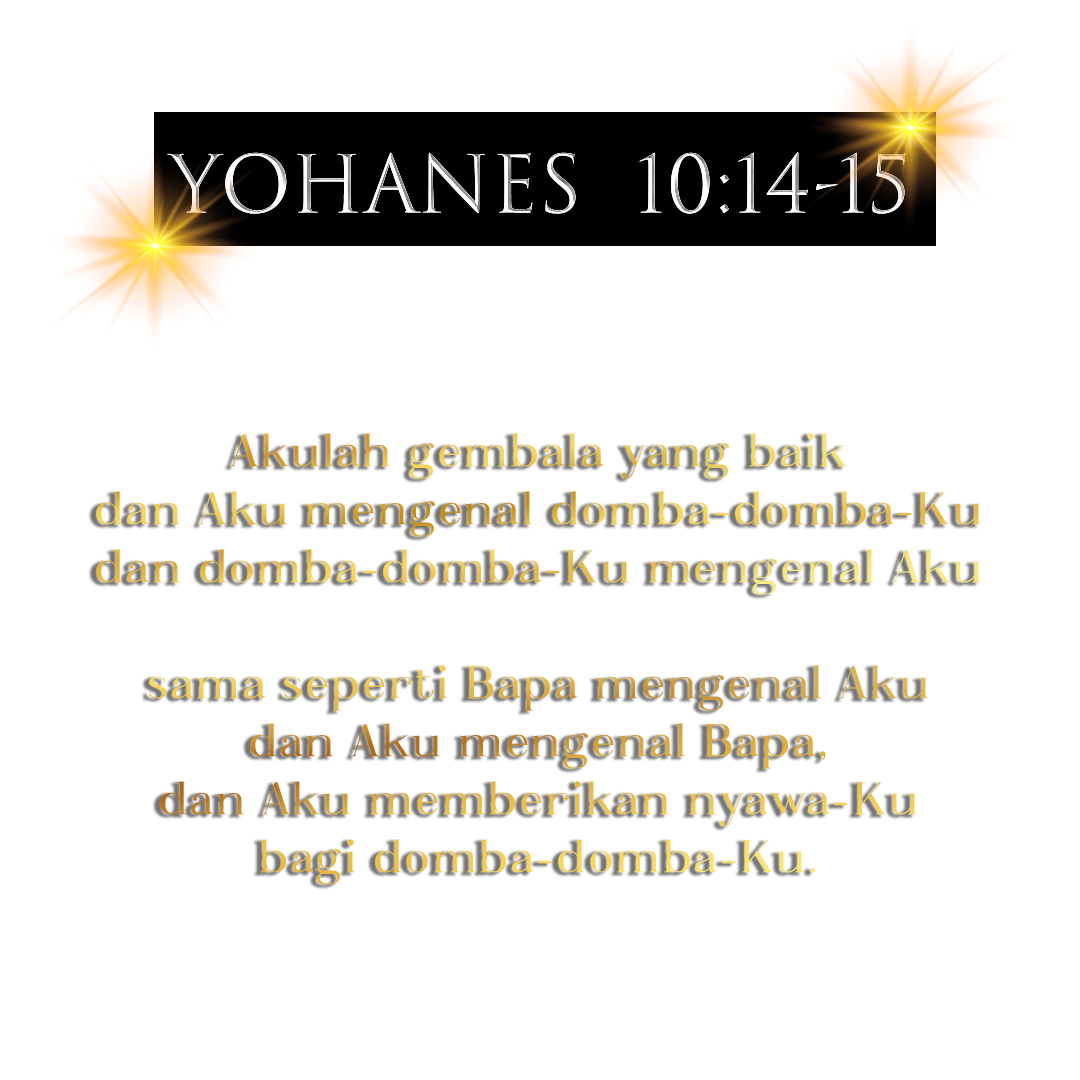 YOHANES 10:14-15
Akulah gembala yang baik
dan Aku mengenal domba-domba-Ku
dan domba-domba-Ku mengenal Aku
sama seperti Bapa mengenal Aku
dan Aku mengenal Bapa,
dan Aku memberikan nyawa-Ku
bagi domba-domba-Ku.